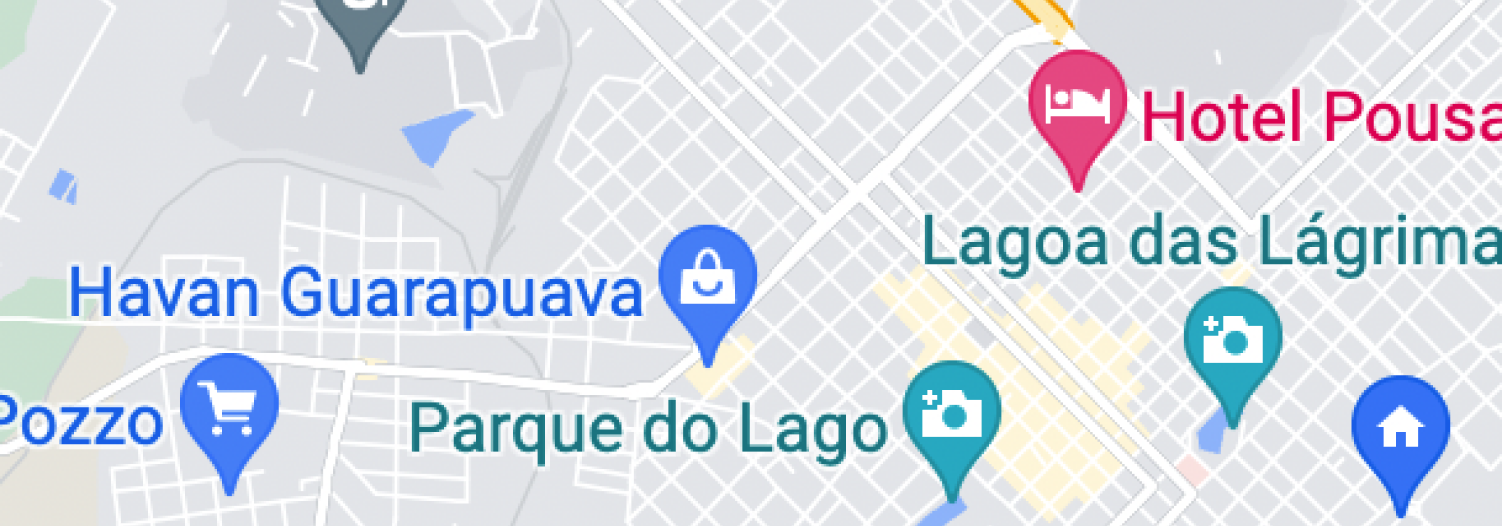 Hotel Pousa
Lagoa das Lágrima
Havan Guarapuava
Pozzo
Parque do Lago